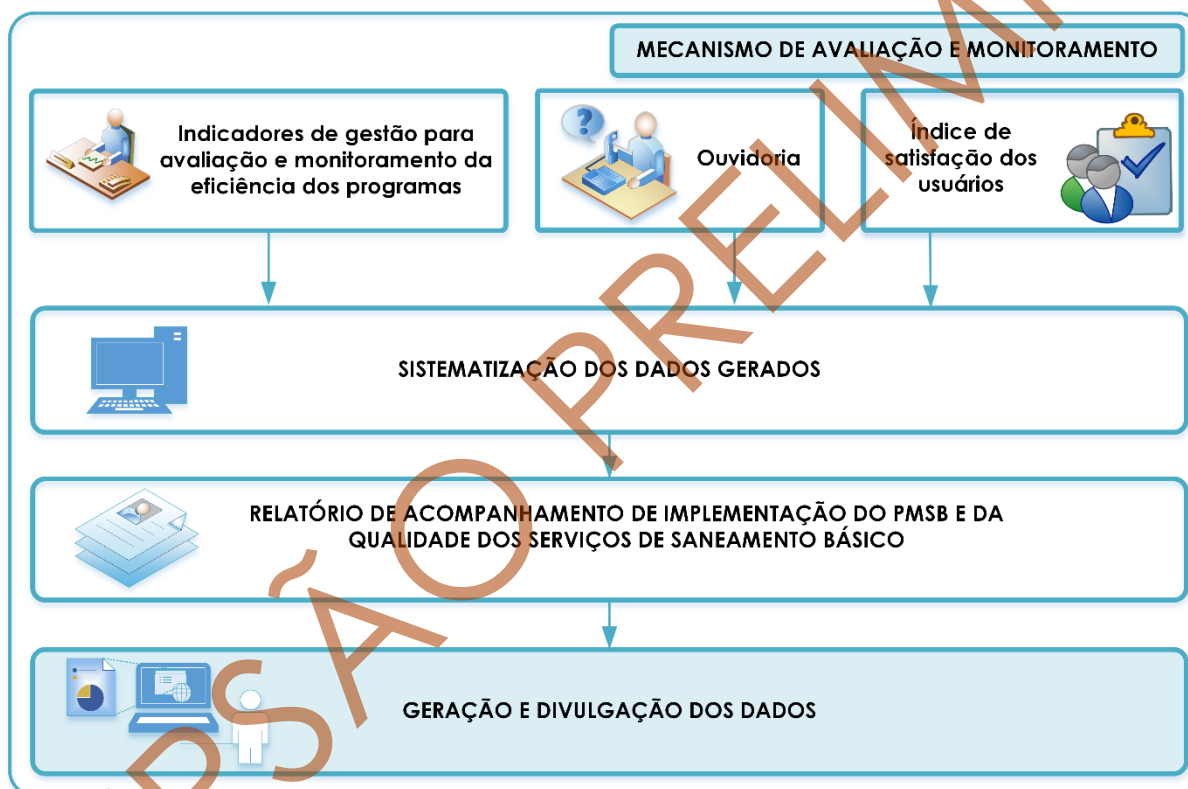 MECANISMO DE AVALIAÇÃO E MONITORAMENTO
Indicadores de gestão para
avaliação e monitoramento da
eficiência dos programas
?
Ouvidoria
Índice de
satisfação dos
usuários
SISTEMATIZAÇÃO DOS DADOS GERADOS
RELATÓRIO DE ACOMPANHAMENTO DE IMPLEMENTAÇÃO DO PMSB E DA
QUALIDADE DOS SERVIÇOS DE SANEAMENTO BÁSICO
GERAÇÃO E DIVULGAÇÃO DOS DADOS